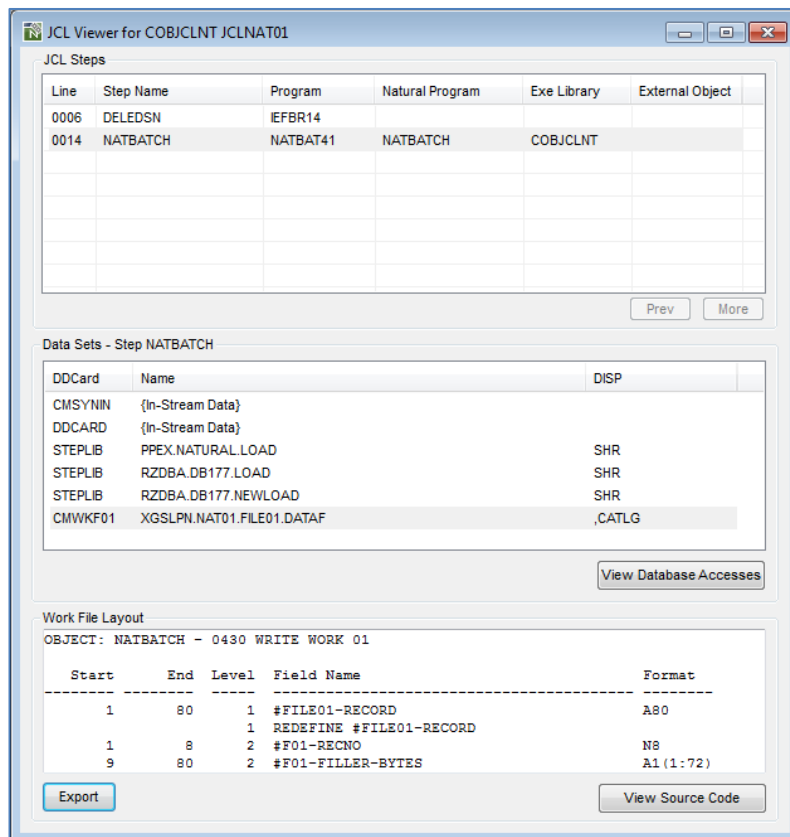 JCL Viewer for COBJCLNT JCLNAT01
JCL Steps
Line Step Name Program Natural Program Exe Library External Object
0006 DELEDSN IEFBR14
0014 NATBATCH NATBAT41 NATBATCH COBJCLNT
Prev More
Data Sets - Step NATBATCH
DDCard Name DISP
CMSYNIN {In-Stream Data}
DDCARD {In-Stream Data}
STEPLIB PPEX.NATURAL.LOAD SHR
STEPLIB RZDBA.DB177.LOAD SHR
STEPLIB RZDBA.DB177.NEWLOAD SHR
CMWKF01 XGSLPN.NAT01.FILE01.DATAF ,CATLG
View Database Accesses
Work File Layout
OBJECT: NATBATCH - 0430 WRITE WORK 01
Start End Level Field Name Format
-------- -------- ----- ---------------------------------------- --------
1 80 1 #FILE01-RECORD A80
1 REDEFINE #FILE01-RECORD
1 8 2 #F01-RECNO N8
9 80 2 #F01-FILLER-BYTES A1(1:72)
Export View Source Code